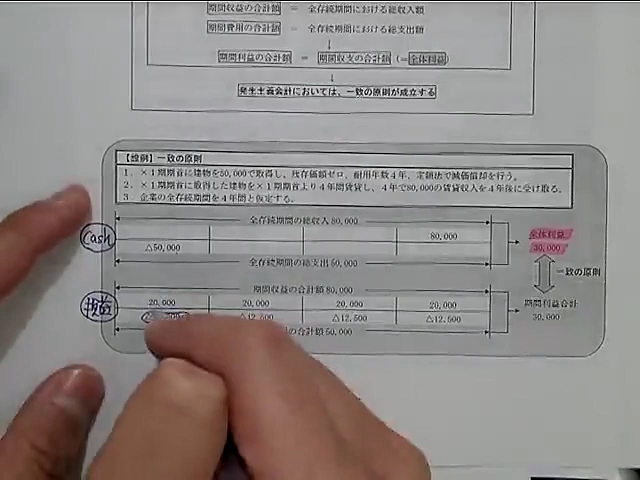 期間収益の合計額 = 全存続期間における総収入額
期間費用の合計額 = 全存続期間における総支出額
↓
期間利益の合計額 = 期間収支の合計額 (=全体利益)
↓
発生主義会計においては、一致の原則が成立する
【設例】一致の原則
1. ×1期期首に建物を50,000で取得し、残存価額ゼロ、耐用年数4年、定額法で減価償却を行う。
2. ×1期期首に取得した建物を×1期期首より4年間賃貸し、4年で80,000の賃貸収入を4年後に受け取る。
3. 企業の全存続期間を4年間と仮定する。
全存続期間の総収入80,000
Cash
80,000
△50,000
全存続期間の総支出50,000
全体利益
30,000
一致の原則
期間収益の合計額80,000
損益
20,000 20,000 20,000 20,000
△12,500 △12,500 △12,500
の合計額50,000
期間利益合計
30,000